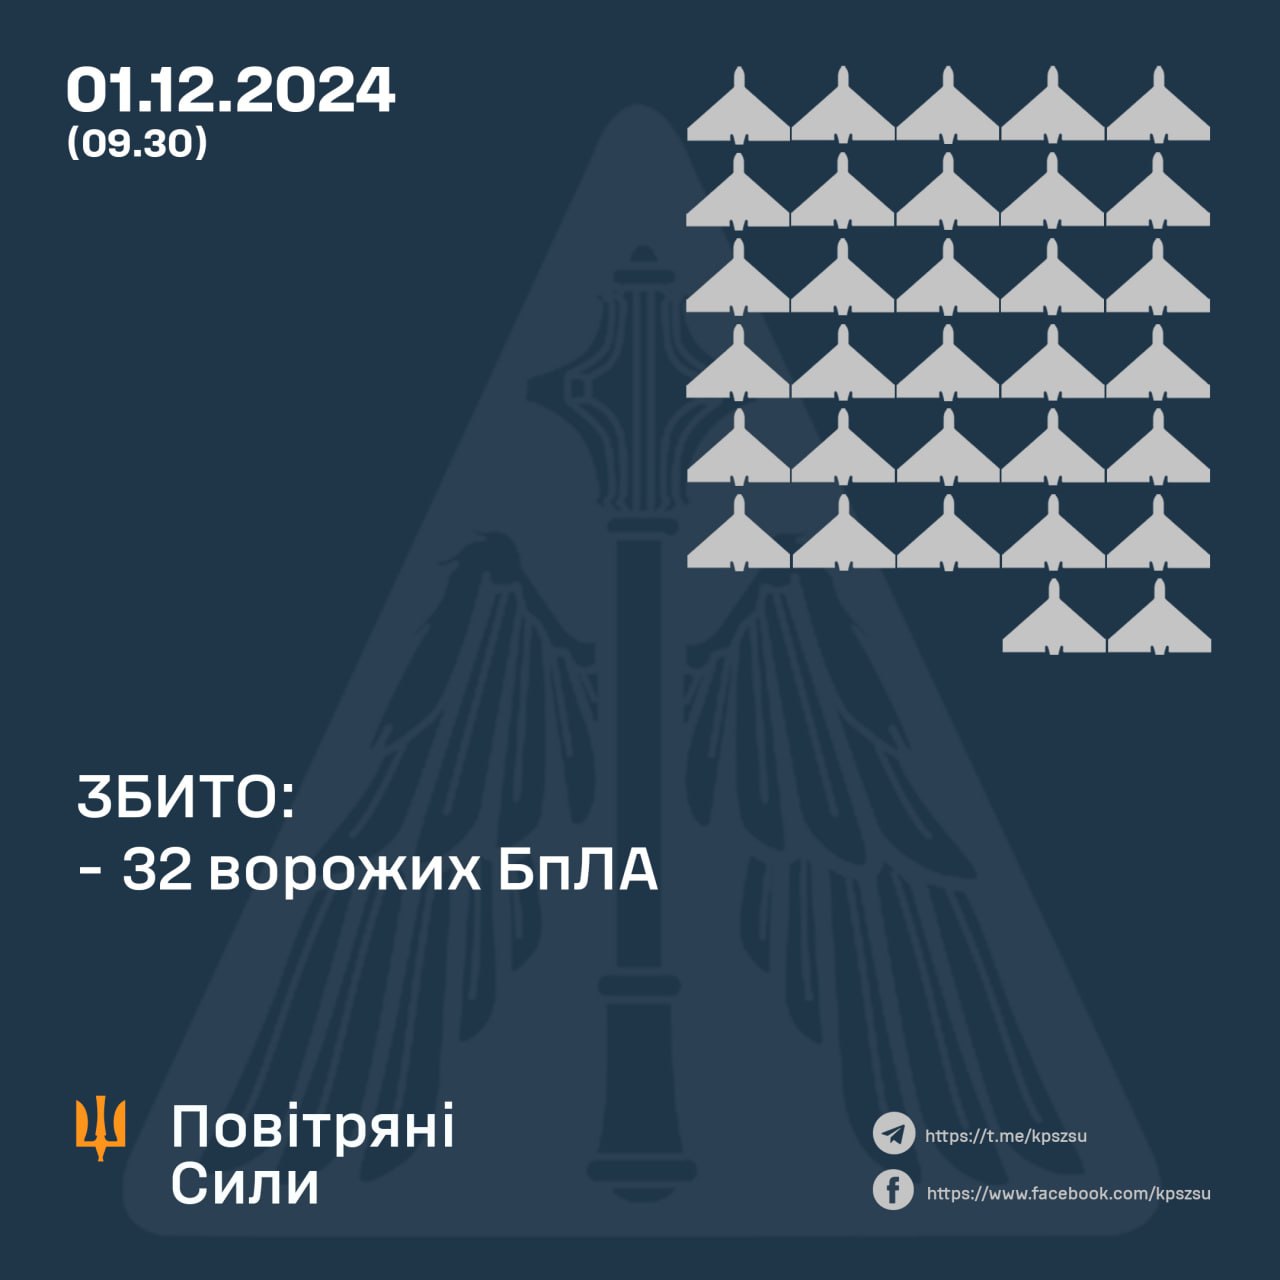 01.12.2024
(09.30)
ЗБИТО:
- 32 ворожих БпЛА
Повітряні
Сили
https://t.me/kpszsu
https://www.facebook.com/kpszsu